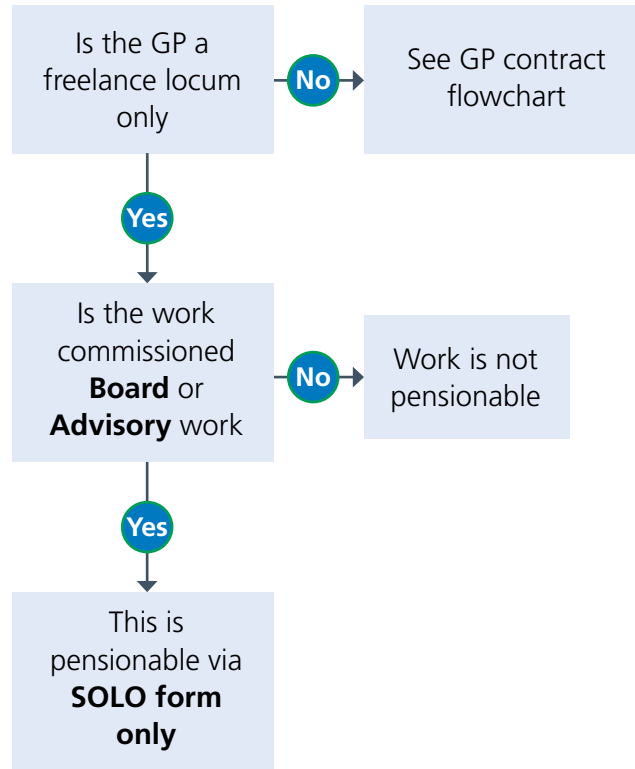 Is the GP a
freelance locum
only
No
See GP contract
flowchart
Yes
Is the work
commissioned
Board or
Advisory work
No
Work is not
pensionable
Yes
This is
pensionable via
SOLO form
only